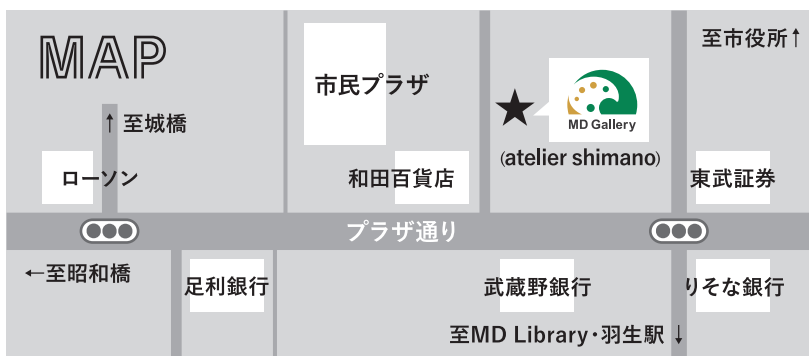 MAP
至市役所↑
市民プラザ
MD Gallery
↑至城橋
(atelier shimano)
ローソン
和田百貨店
東武証券
プラザ通り
←至昭和橋
足利銀行
武蔵野銀行
りそな銀行
至MD Library・羽生駅↓